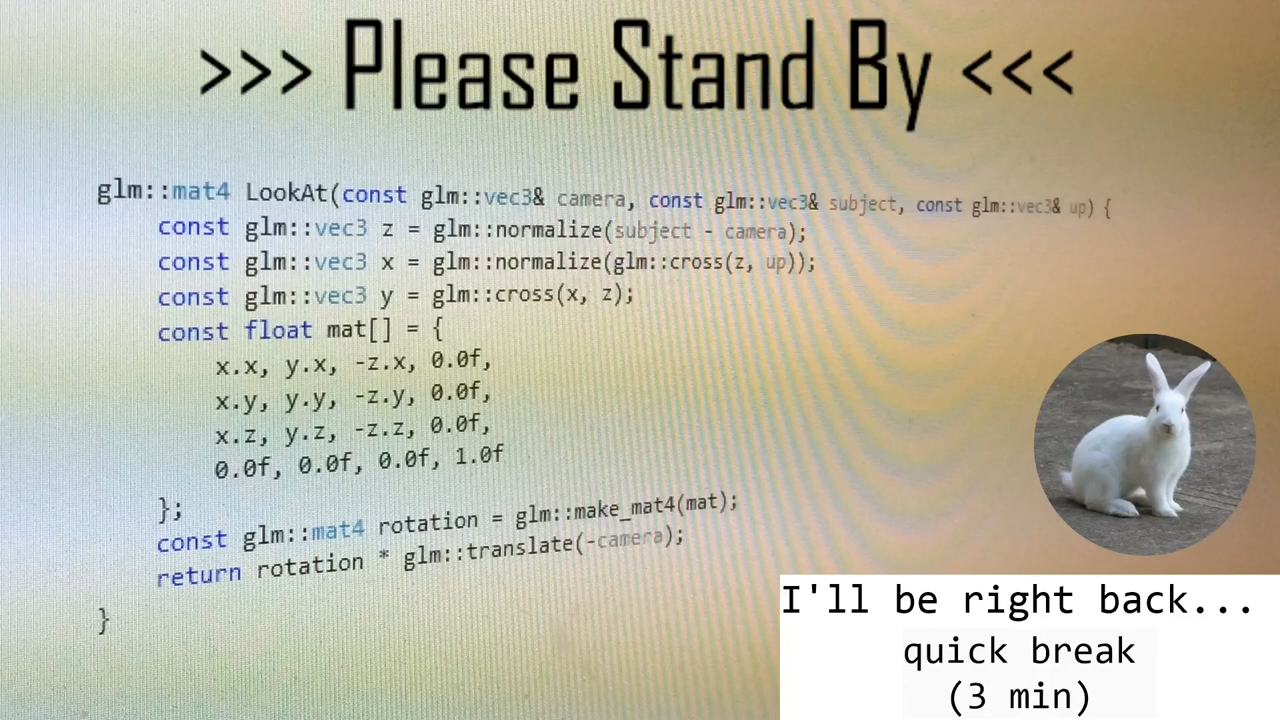 >>> Please Stand By <<<
glm::mat4 LookAt(const glm::vec3& camera, const glm::vec3& subject, const glm::vec3& up) {
const glm::vec3 z = glm::normalize(subject - camera);
const glm::vec3 x = glm::normalize(glm::cross(z, up));
const glm::vec3 y = glm::cross(x, z);
const float mat[] = {
x.x, y.x, -z.x, 0.0f,
x.y, y.y, -z.y, 0.0f,
x.z, y.z, -z.z, 0.0f,
0.0f, 0.0f, 0.0f, 1.0f
};
const glm::mat4 rotation = glm::make_mat4(mat);
return rotation * glm::translate(-camera);
}
I'll be right back...
quick break
(3 min)